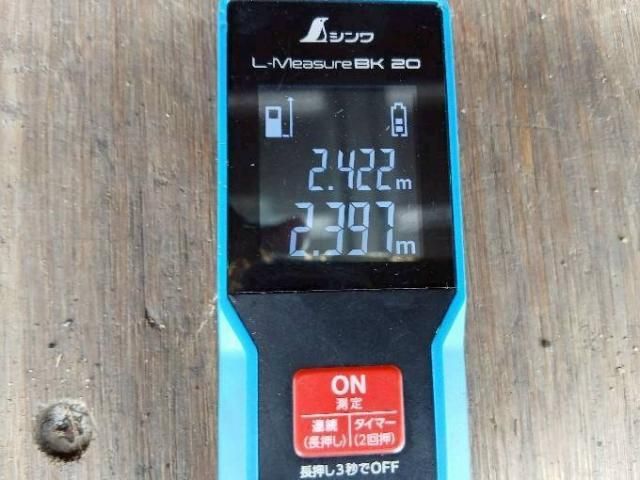 シンワ
L-Measure BK 20
2.422m
2.397m
ON
測定
連続 タイマー
(長押し) (2回押)
長押し3秒でOFF